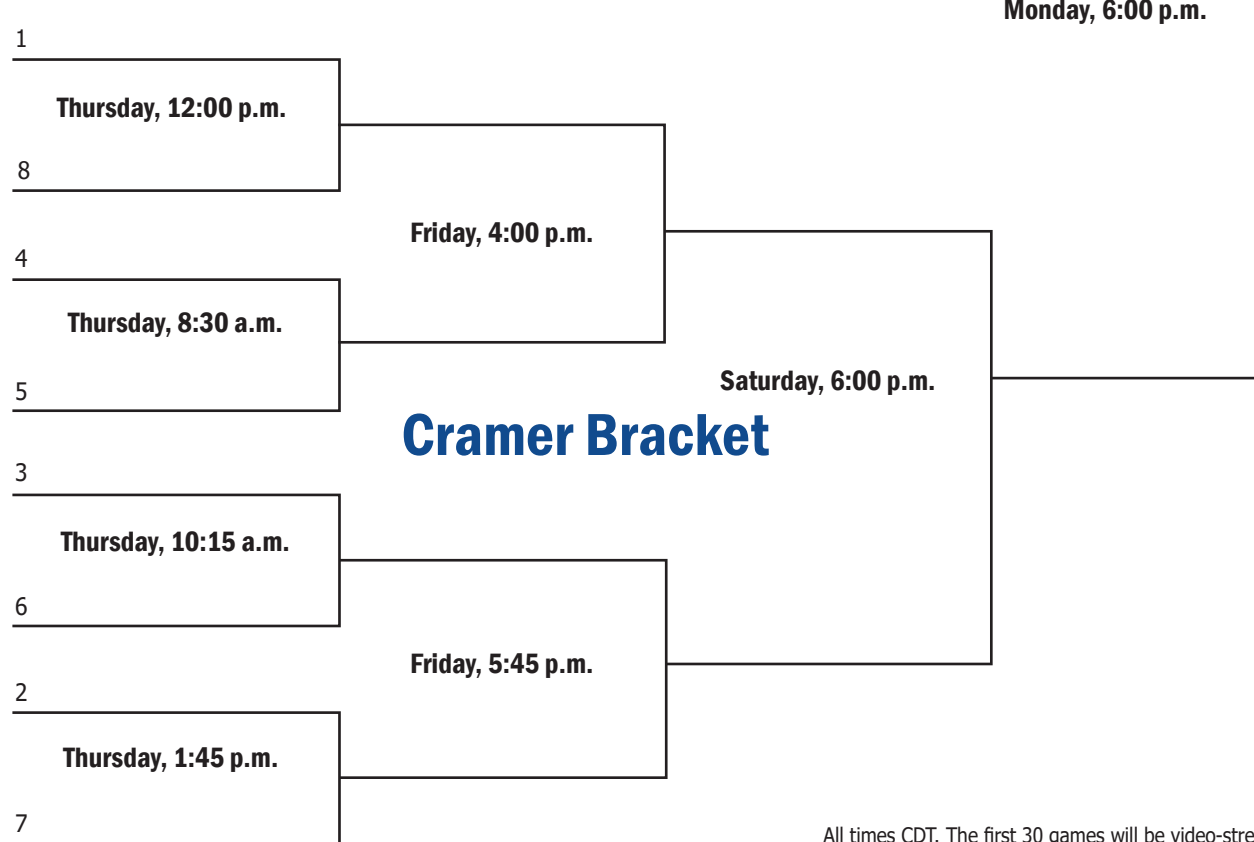 Monday, 6:00 p.m.
1
Thursday, 12:00 p.m.
8
Friday, 4:00 p.m.
4
Thursday, 8:30 a.m.
Saturday, 6:00 p.m.
5
Cramer Bracket
3
Thursday, 10:15 a.m.
6
Friday, 5:45 p.m.
2
Thursday, 1:45 p.m.
7
All times CDT. The first 30 games will be video-stre